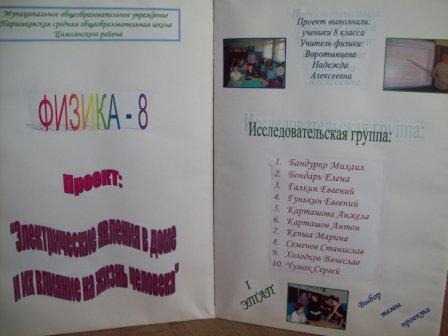 Муниципальное общеобразовательное учреждение
Паршиковская средняя общеобразовательная школа
Цимлянского района
ФИЗИКА - 8
Проект:
"Электрические явления в доме
и их влияние на жизнь человека"
Проект выполнили:
ученики 8 класса
Учитель физики:
Воротынцева
Надежда
Алексеевна
Исследовательская группа:
1. Бандурко Михаил
2. Бондарь Елена
3. Галкин Евгений
4. Гунькин Евгений
5. Карташова Анжела
6. Карташов Антон
7. Кепша Марина
8. Семенов Станислав
9. Холодков Вячеслав
10. Чумак Сергей
I
ЭТАП
Выбор
темы
проекта